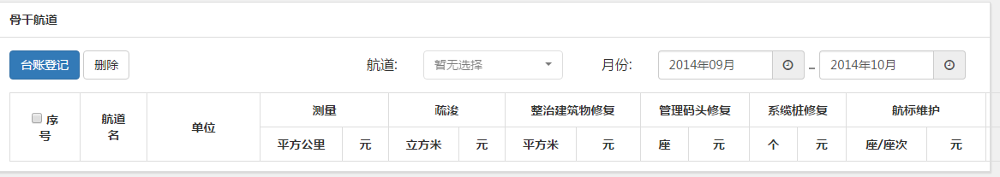 骨干航道
台账登记 删除 航道: 暂无选择 月份: 2014年09月 – 2014年10月
序号 航道名 单位 测量 疏浚 整治建筑物修复 管理码头修复 系缆桩修复 航标维护
平方公里 元 立方米 元 平方米 元 座 元 个 元 座/座次 元